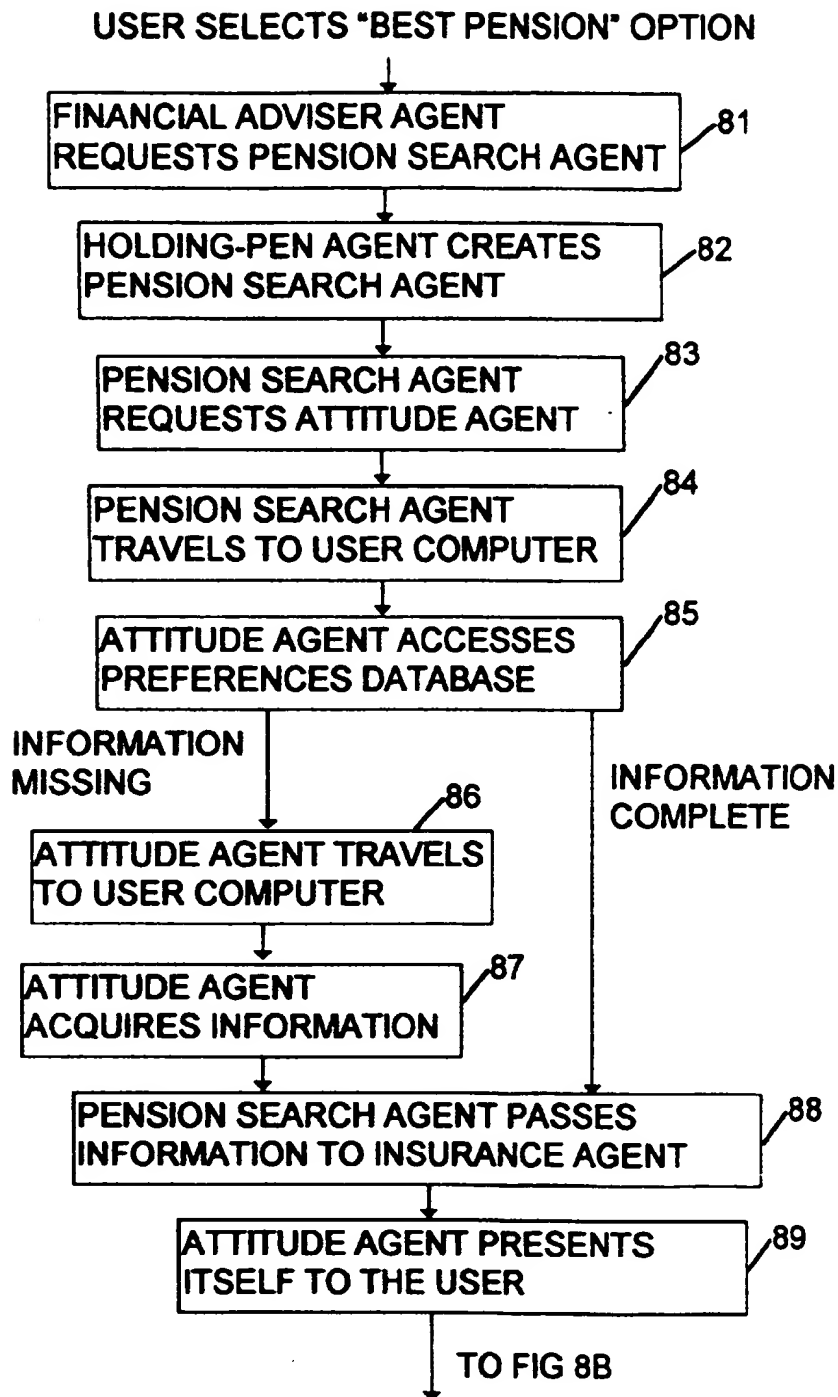 USER SELECTS "BEST PENSION" OPTION
FINANCIAL ADVISER AGENT
REQUESTS PENSION SEARCH AGENT
81
HOLDING-PEN AGENT CREATES
PENSION SEARCH AGENT
82
PENSION SEARCH AGENT
REQUESTS ATTITUDE AGENT
83
PENSION SEARCH AGENT
TRAVELS TO USER COMPUTER
84
ATTITUDE AGENT ACCESSES
PREFERENCES DATABASE
85
INFORMATION
MISSING
INFORMATION
COMPLETE
86
ATTITUDE AGENT TRAVELS
TO USER COMPUTER
87
ATTITUDE AGENT
ACQUIRES INFORMATION
PENSION SEARCH AGENT PASSES
INFORMATION TO INSURANCE AGENT
88
ATTITUDE AGENT PRESENTS
ITSELF TO THE USER
89
TO FIG 8B